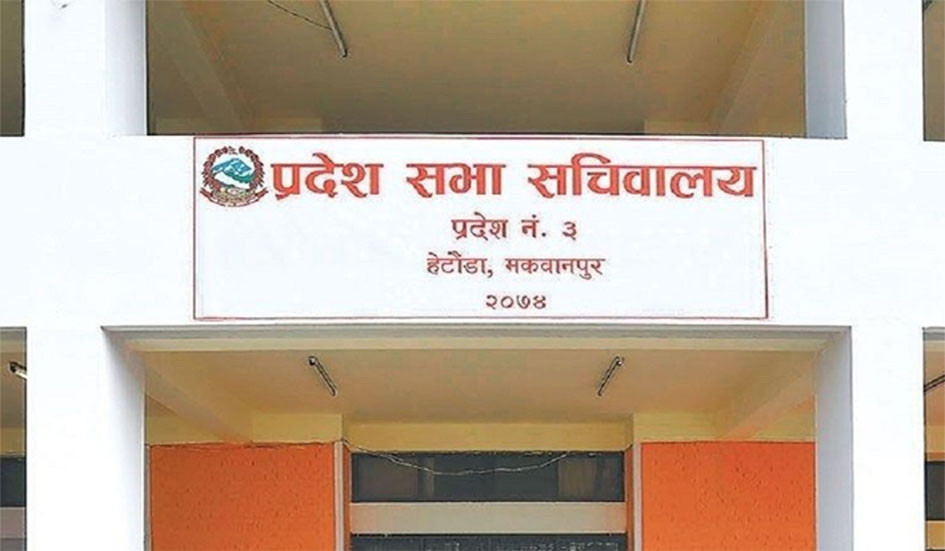 प्रदेश सभा सचिवालय
प्रदेश नं. ३
हेटौंडा, मकवानपुर
२०७४